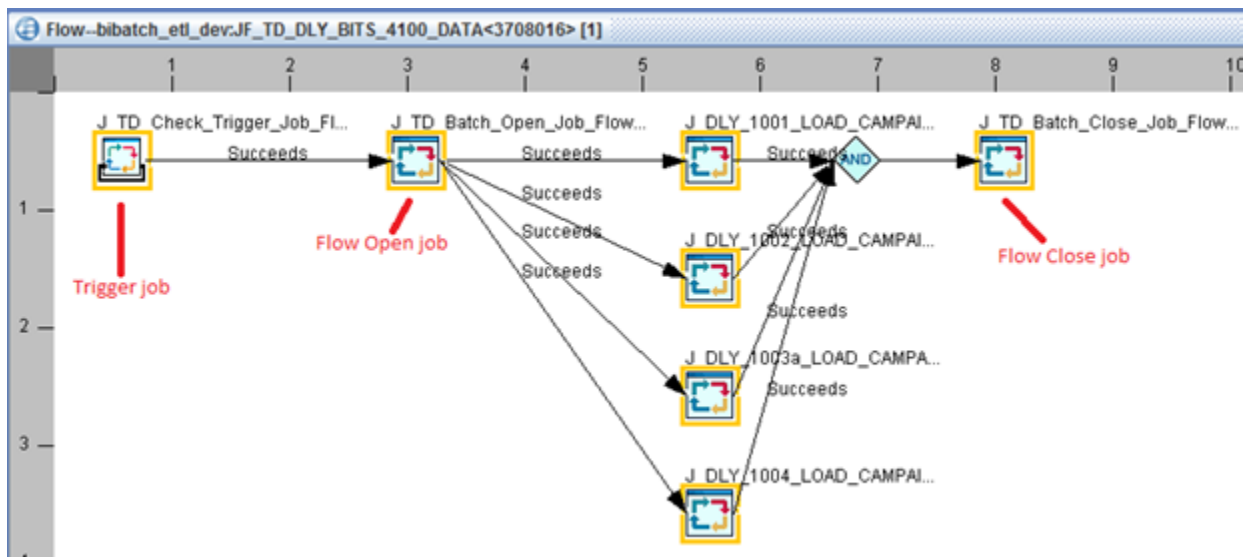 Flow--bibatch_etl_dev:JF_TD_DLY_BITS_4100_DATA<3708016> [1]
1 2 3 4 5 6 7 8 9 10
J_TD_Check_Trigger_Job_Fl...
J_TD_Batch_Open_Job_Flow...
J_DLY_1001_LOAD_CAMPAI...
J_TD_Batch_Close_Job_Flow...
Succeeds
Succeeds
Succeeds
AND
Succeeds
1
Trigger job
Flow Open job
Flow Close job
Succeeds
J_DLY_1002_LOAD_CAMPAI...
Succeeds
Succeeds
Succeeds
2
J_DLY_1003a_LOAD_CAMPA...
Succeeds
3
J_DLY_1004_LOAD_CAMPAI...